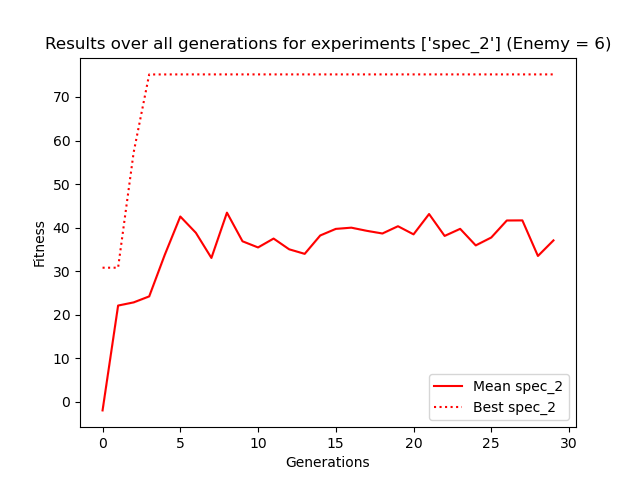 Results over all generations for experiments ['spec_2'] (Enemy = 6)
70
60
50
40
30
20
10
0
Fitness
Mean spec_2
Best spec_2
0 5 10 15 20 25 30
Generations